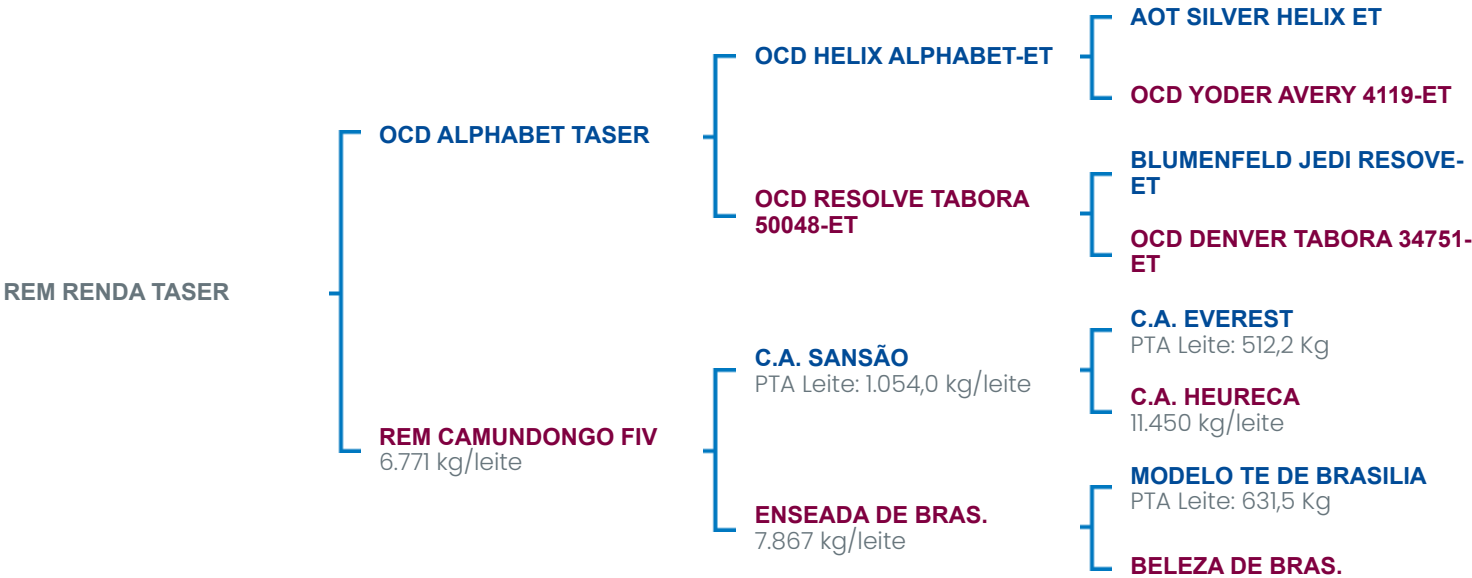 REM RENDA TASER
OCD ALPHABET TASER
REM CAMUNDONGO FIV
6.771 kg/leite
OCD HELIX ALPHABET-ET
OCD RESOLVE TABORA
50048-ET
C.A. SANSÃO
PTA Leite: 1.054,0 kg/leite
ENSEADA DE BRAS.
7.867 kg/leite
AOT SILVER HELIX ET
OCD YODER AVERY 4119-ET
BLUMENFELD JEDI RESOVE-
ET
OCD DENVER TABORA 34751-
ET
C.A. EVEREST
PTA Leite: 512,2 Kg
C.A. HEURECA
11.450 kg/leite
MODELO TE DE BRASILIA
PTA Leite: 631,5 Kg
BELEZA DE BRAS.